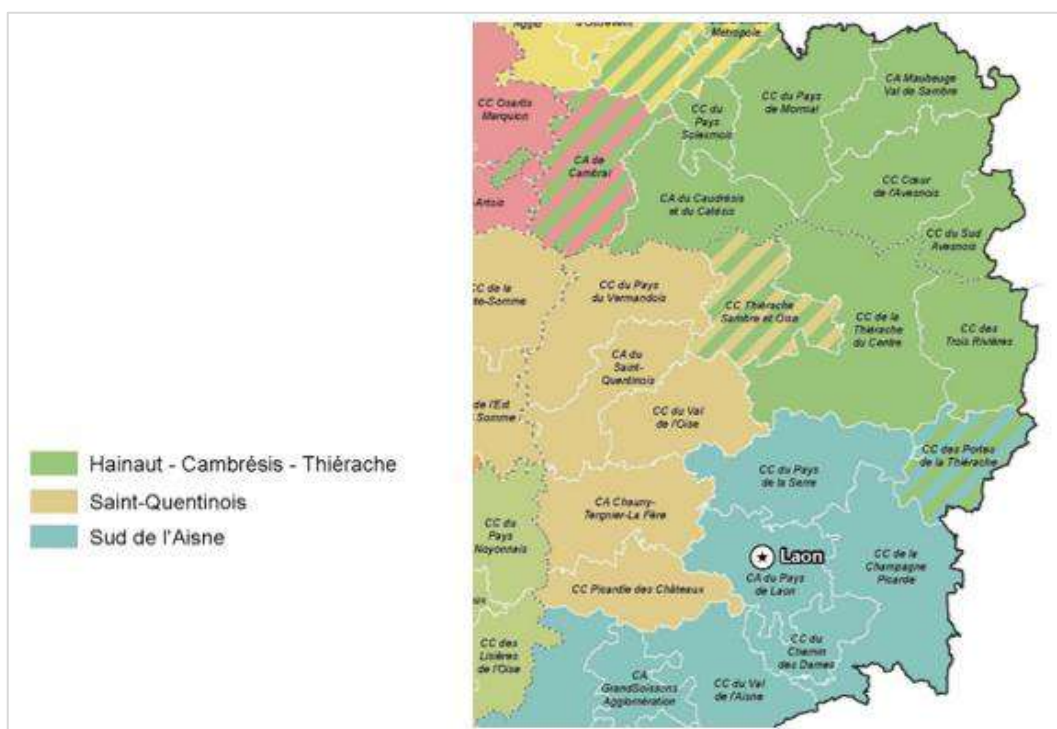 Agglo
d'Ostrevent
Métropole
CC Osartis
Marquion
CC du
Pays
Solesmois
CC du Pays
de Mormal
CA Maubeuge
Val de Sambre
CA de
Cambrai
Artois
CA du Caudrésis
et du Catésis
CC Cœur
de l'Avesnois
CC du Sud
Avesnois
CC de la
te-Somme
CC du Pays
du Vermandois
CC Thiérache
Sambre et Oise
CC de la
Thiérache
du Centre
CC des
Trois Rivières
CA du
Saint-
Quentinois
de l'Est
Somme
CC du Val
de l'Oise
Hainaut - Cambrésis - Thiérache
Saint-Quentinois
Sud de l'Aisne
CC du Pays
de la Serre
CC des Portes
de la Thiérache
CA Chauny-
Tergnier-La Fère
CC du
Pays
Noyonnais
Laon
CA du Pays
de Laon
CC de la
Champagne
Picarde
CC Picardie des Châteaux
CC des
Lisières
de l'Oise
CC du
Chemin
des Dames
CA
GrandSoissons
Agglomération
CC du Val
de l'Aisne